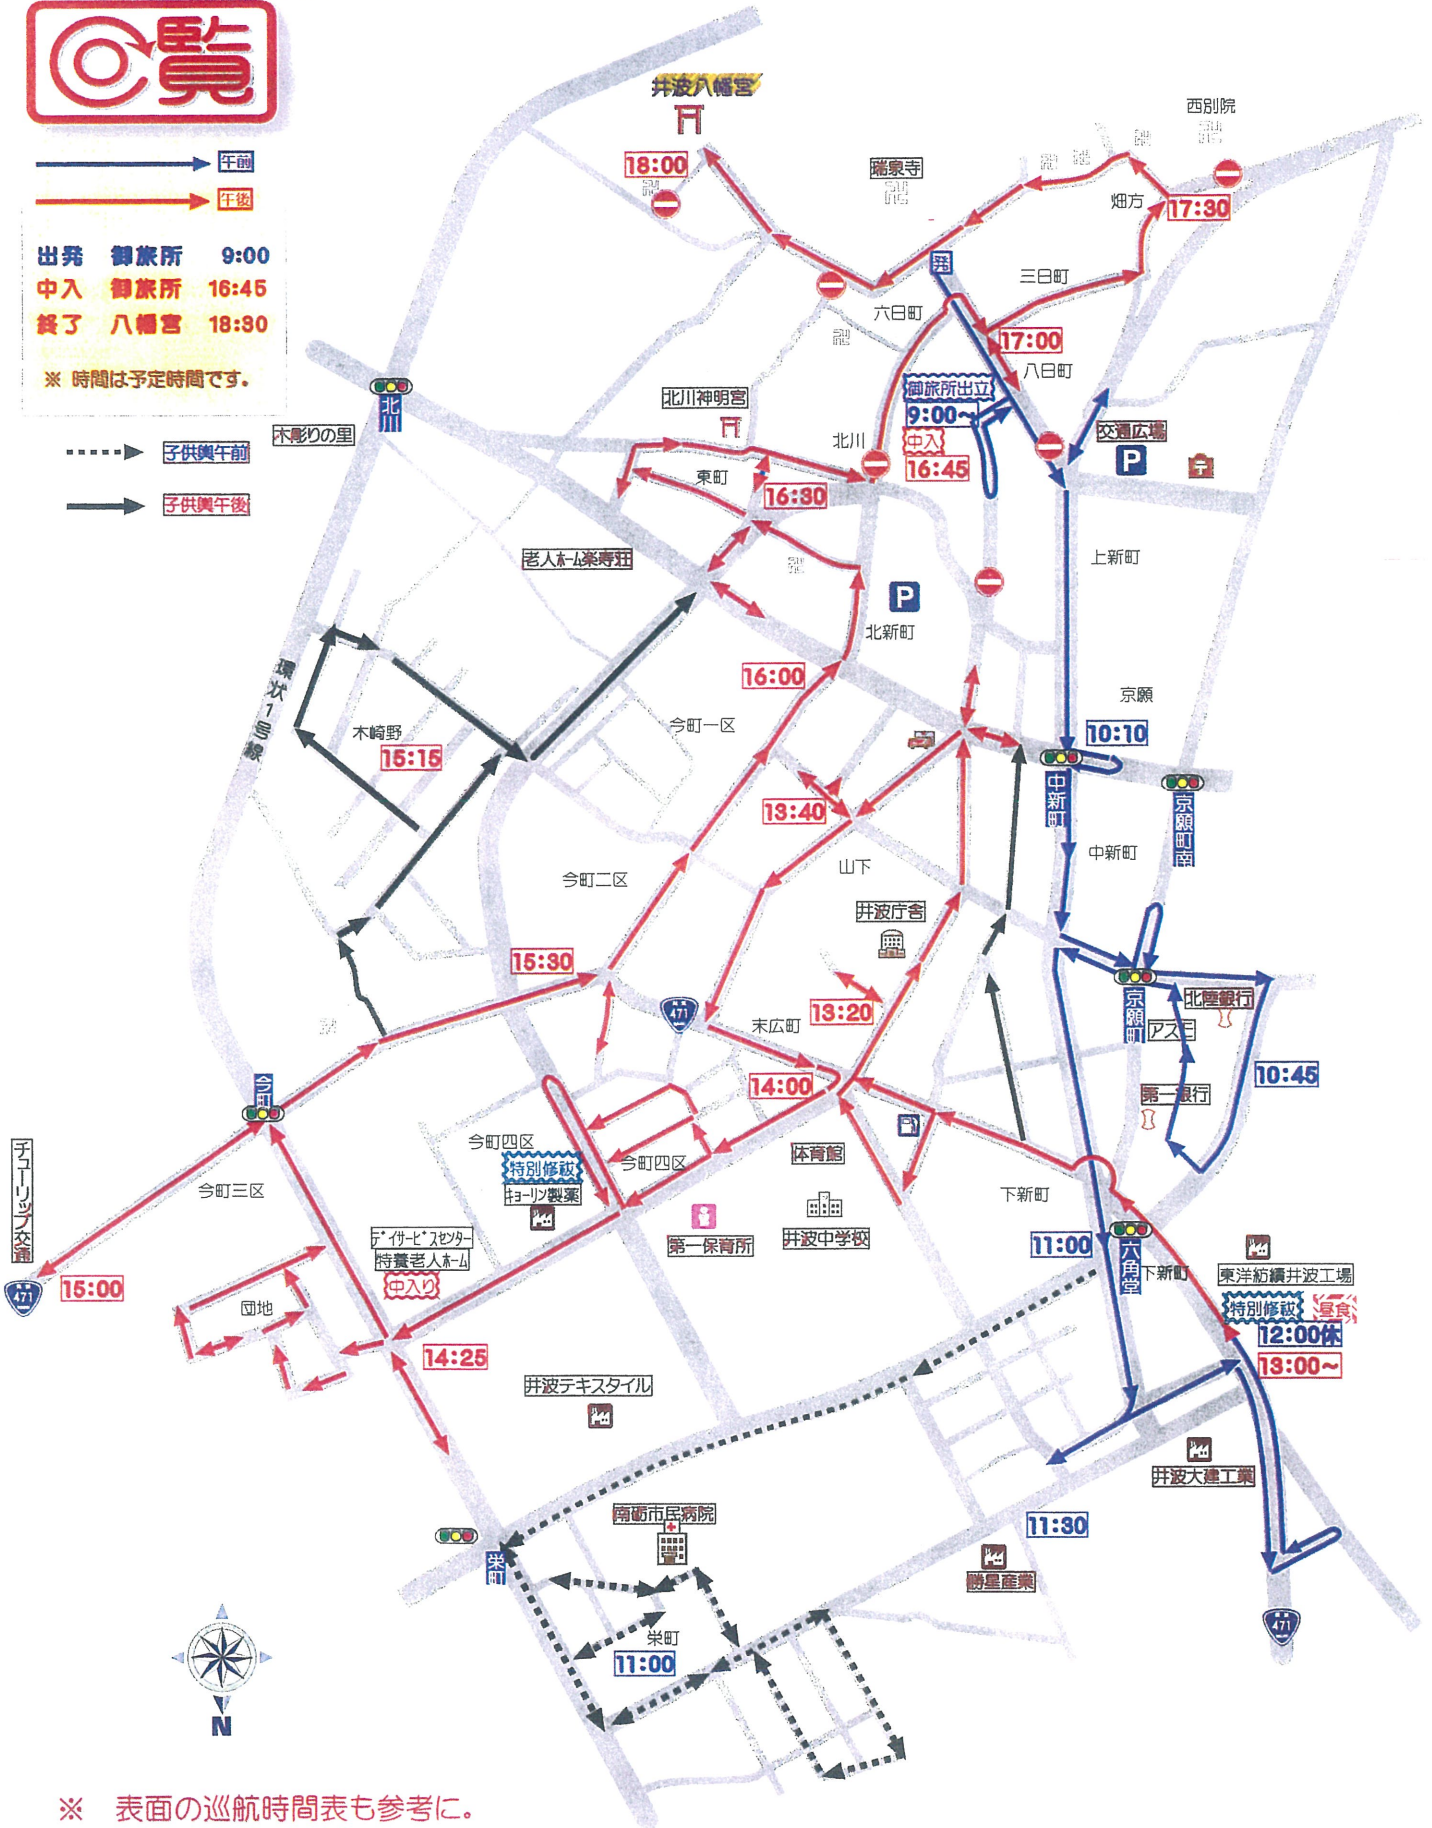 回覧
午前
午後
出発 御旅所 9:00
中入 御旅所 16:45
終了 八幡宮 18:30
※ 時間は予定時間です。
子供輿午前
子供輿午後
井波八幡宮
18:00
瑞泉寺
西別院
畑方
17:30
発
三日町
六日町
17:00
八日町
北川
木彫りの里
北川神明宮
北川
御旅所出立
9:00~
中入
16:45
交通広場
P
東町
16:30
老人ホーム楽寿荘
上新町
P
北新町
環状1号線
16:00
京願
木崎野
15:15
今町一区
10:10
中新町
京願町南
13:40
中新町
山下
今町二区
井波庁舎
15:30
471
末広町
13:20
京願町
北陸銀行
アスモ
10:45
今町
14:00
第一銀行
チューリップ交通
471
15:00
今町三区
今町四区
特別修祓
キョーリン製薬
今町四区
体育館
下新町
デイサービスセンター
特養老人ホーム
中入り
第一保育所
井波中学校
11:00
六角堂
下新町
東洋紡績井波工場
特別修祓
昼食
12:00休
13:00~
団地
14:25
井波テキスタイル
井波大建工業
南砺市民病院
11:30
勝星産業
栄町
栄町
11:00
471
N
※ 表面の巡航時間表も参考に。